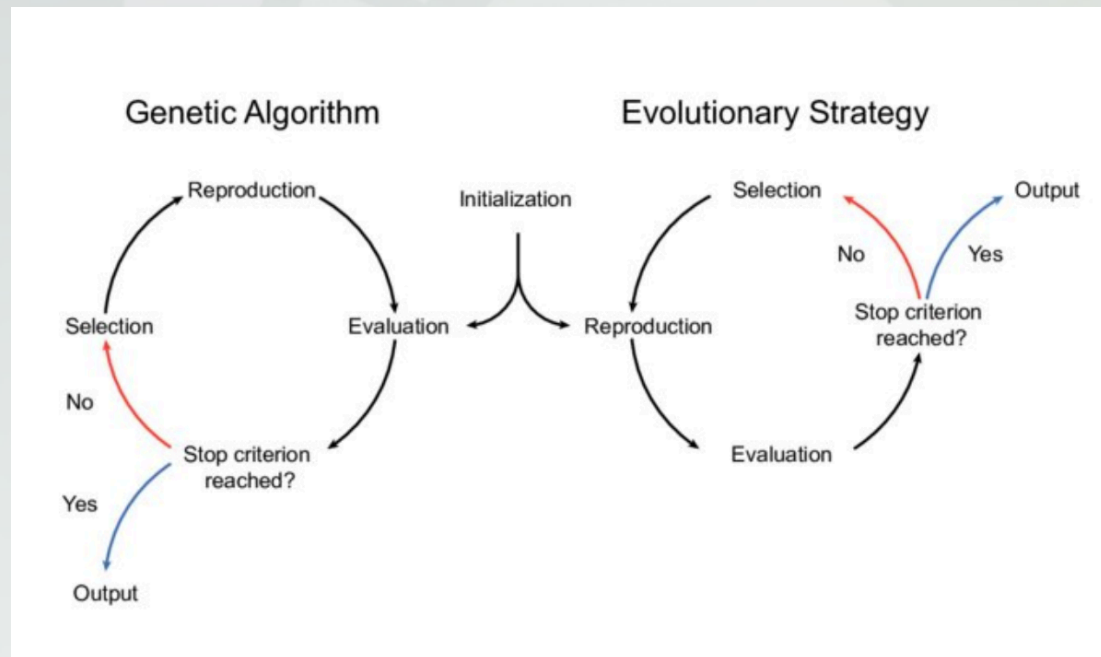 Genetic Algorithm
Evolutionary Strategy
Reproduction
Initialization
Selection
Output
No
Yes
Selection
Evaluation
Reproduction
Stop criterion
reached?
No
Stop criterion
reached?
Evaluation
Yes
Output